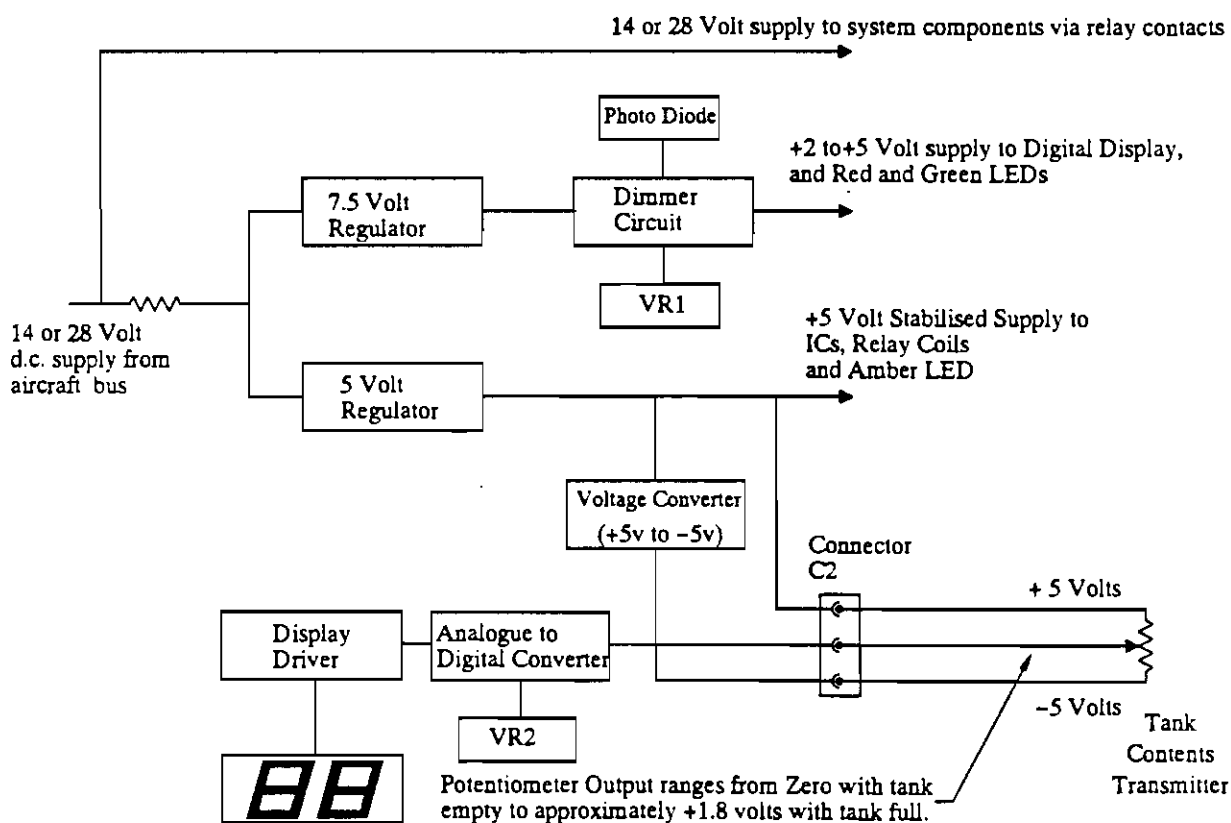 14 or 28 Volt supply to system components via relay contacts
Photo Diode
+2 to+5 Volt supply to Digital Display,
and Red and Green LEDs
7.5 Volt
Regulator
Dimmer
Circuit
VR1
14 or 28 Volt
d.c. supply from
aircraft bus
+5 Volt Stabilised Supply to
ICs, Relay Coils
and Amber LED
5 Volt
Regulator
Voltage Converter
(+5v to -5v)
Connector
C2
+ 5 Volts
Display
Driver
Analogue to
Digital Converter
-5 Volts
VR2
Tank
Contents
Transmitter
88
Potentiometer Output ranges from Zero with tank
empty to approximately +1.8 volts with tank full.